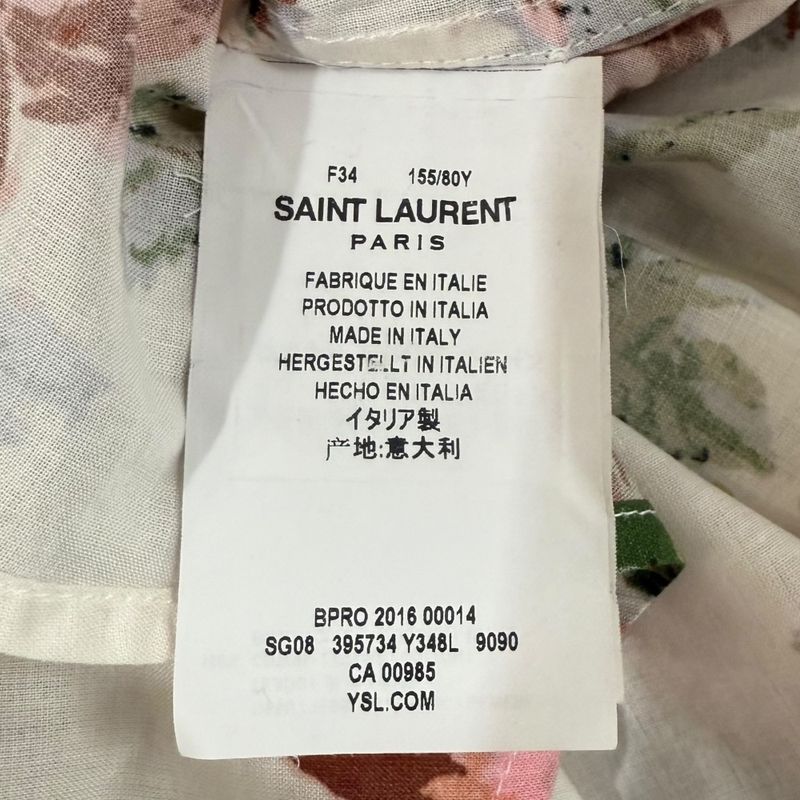 F34 155/80Y
SAINT LAURENT
PARIS
FABRIQUE EN ITALIE
PRODOTTO IN ITALIA
MADE IN ITALY
HERGESTELLT IN ITALIEN
HECHO EN ITALIA
イタリア製
产地:意大利
BPRO 2016 00014
SG08 395734 Y348L 9090
CA 00985
YSL.COM